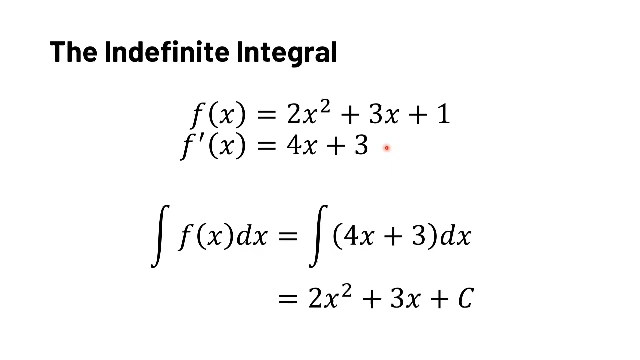 The Indefinite Integral
f(x) = 2x² + 3x + 1
f′(x) = 4x + 3
∫ f(x)dx = ∫ (4x + 3)dx
= 2x² + 3x + C